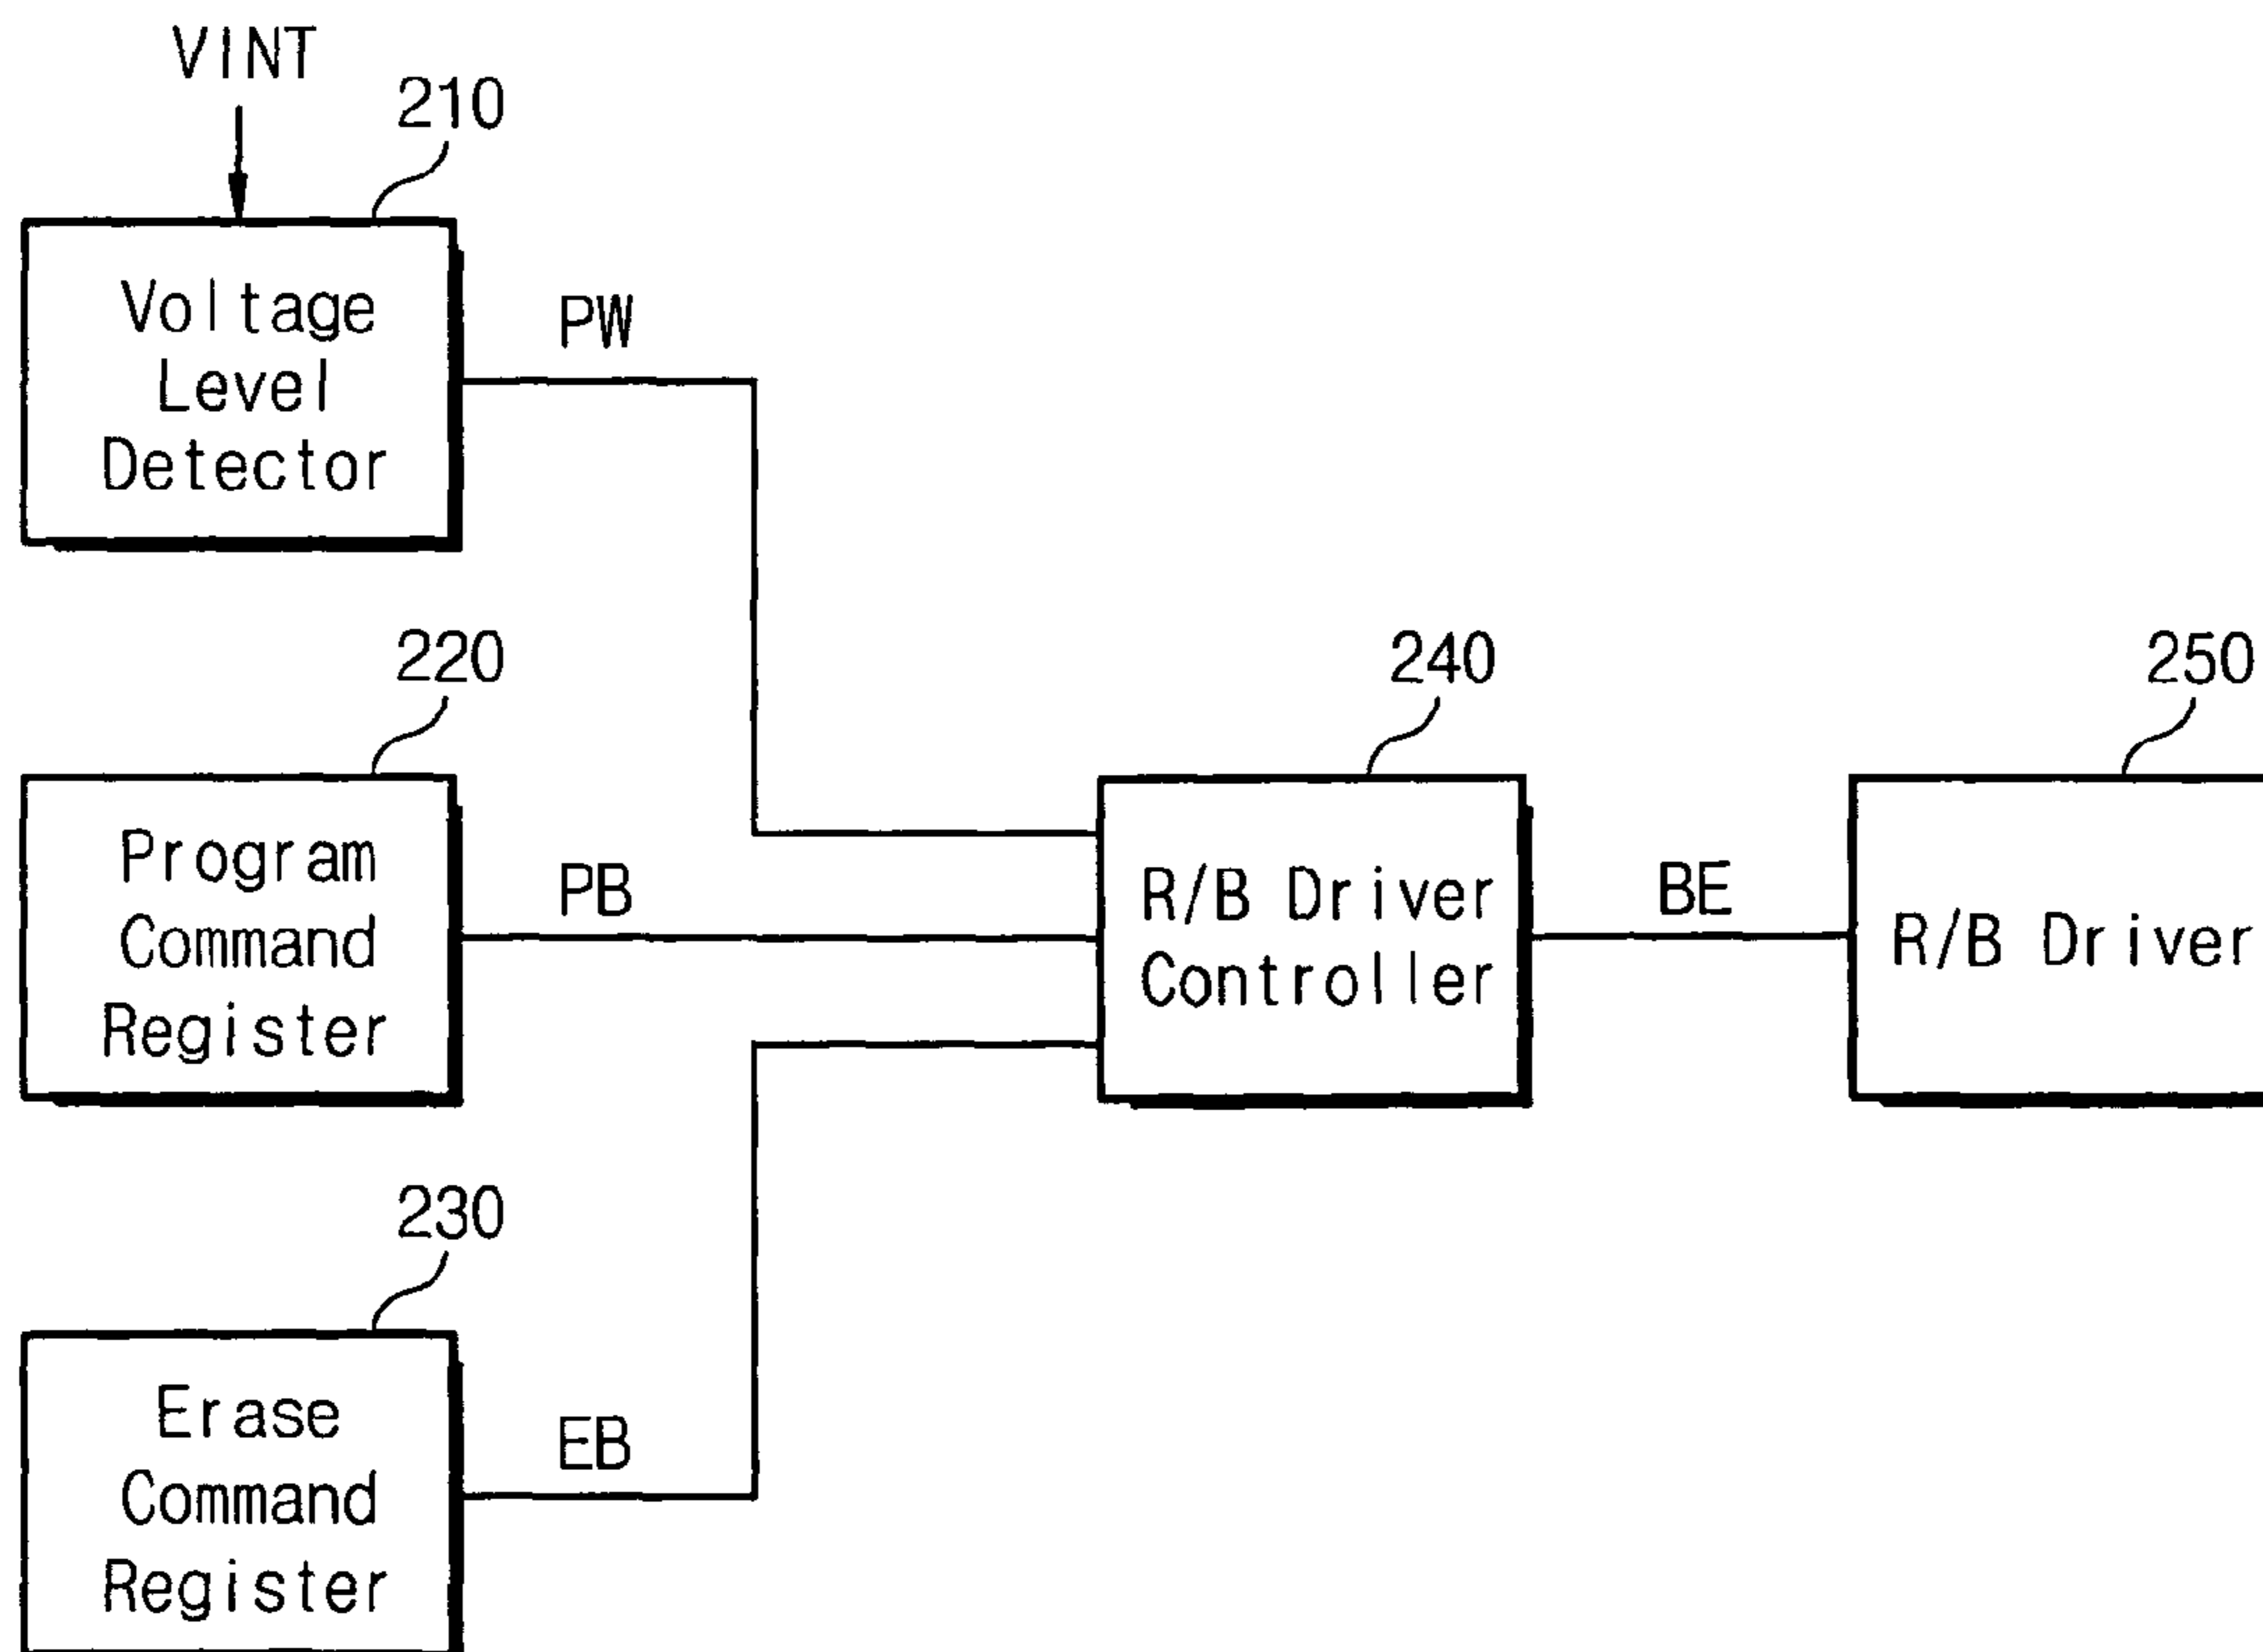 VINT
210
Voltage
Level
Detector
PW
220
Program
Command
Register
PB
240
R/B Driver
Controller
BE
250
R/B Driver
230
Erase
Command
Register
EB